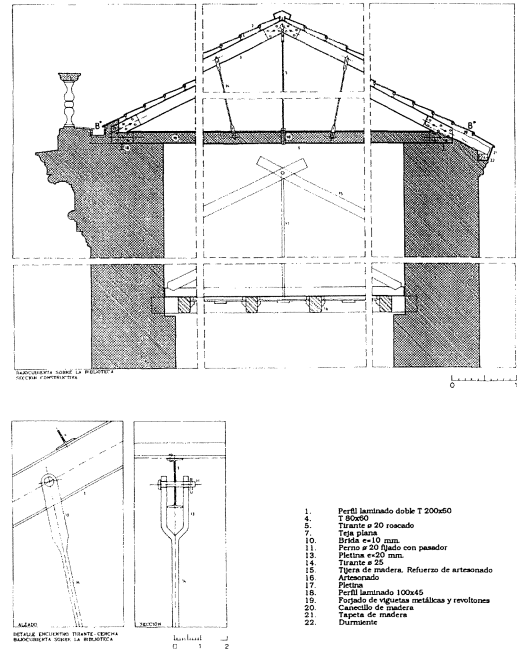 BAJOCUBIERTA SOBRE LA BIBLIOTECA
SECCION CONSTRUCTIVA
0 1
ALZADO
SECCION
DETALLE ENCUENTRO TIRANTE-CERCHA
BAJOCUBIERTA SOBRE LA BIBLIOTECA
0 1 2
1. Perfil laminado doble T 200x60
4. T 80x60
5. Tirante ø 20 roscado
7. Teja plana
10. Brida e=10 mm.
11. Perno ø 20 fijado con pasador
13. Pletina e=20 mm.
14. Tirante ø 25
15. Tijera de madera. Refuerzo de artesonado
16. Artesonado
17. Pletina
18. Perfil laminado 100x45
19. Forjado de viguetas metálicas y revoltones
20. Canecillo de madera
21. Tapeta de madera
22. Durmiente